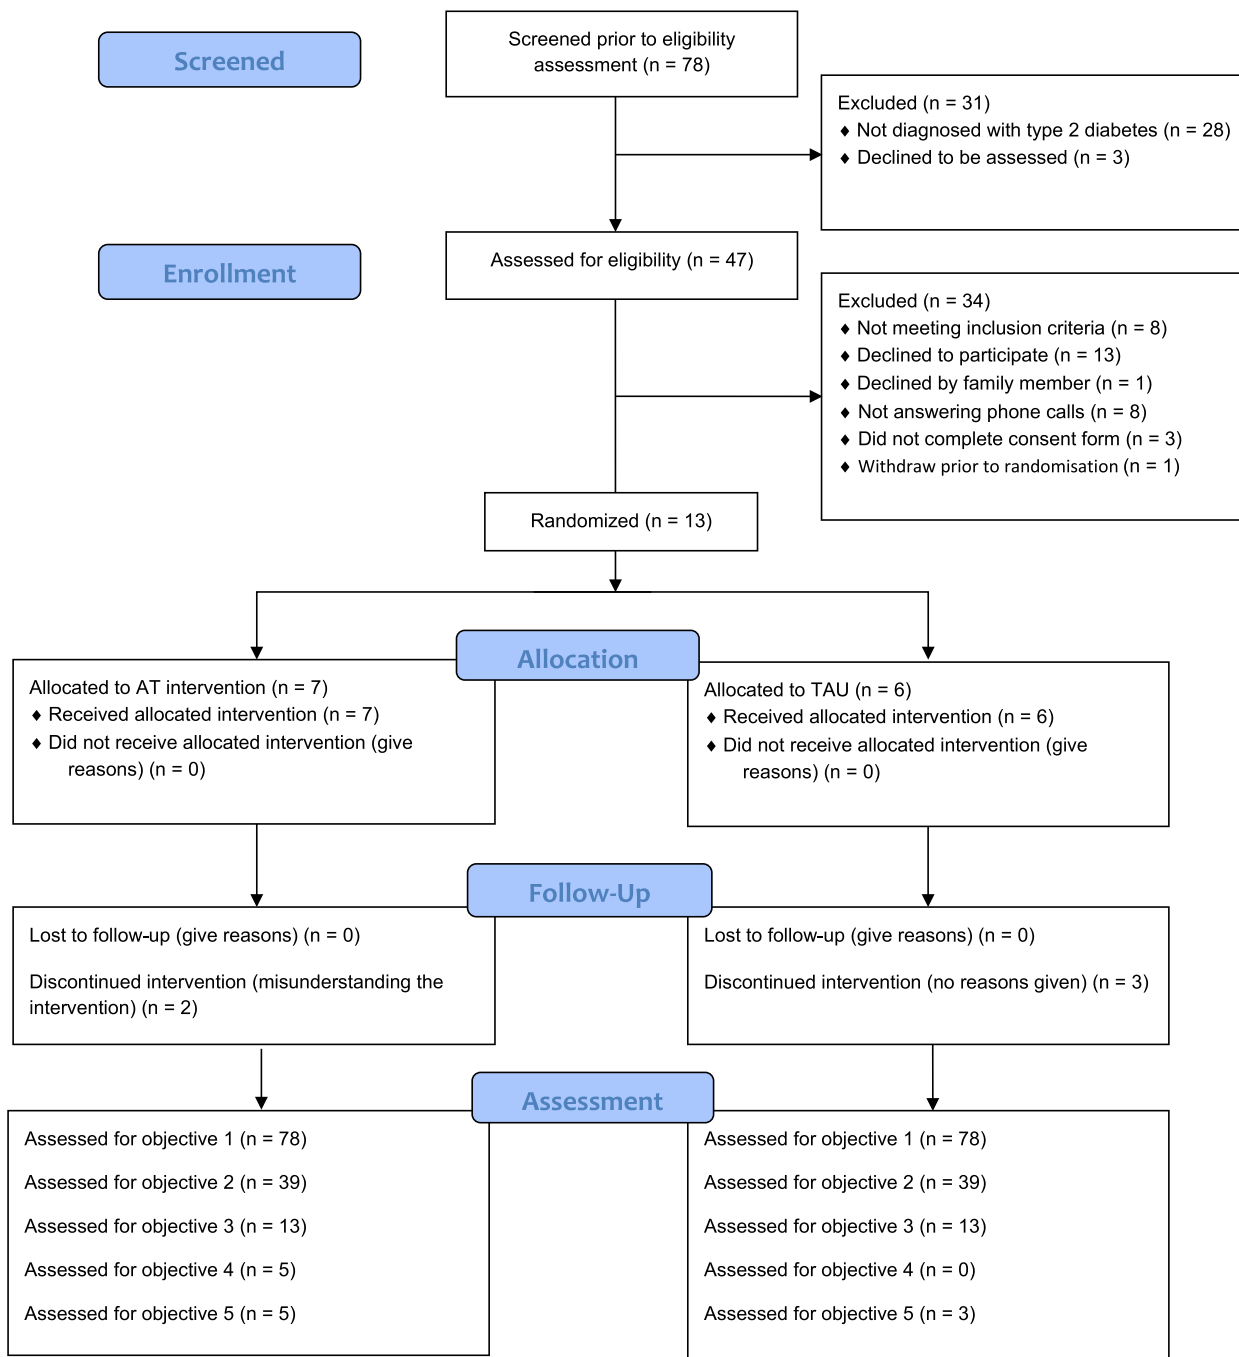 Screened
Screened prior to eligibility
assessment (n = 78)
Excluded (n = 31)
♦ Not diagnosed with type 2 diabetes (n = 28)
♦ Declined to be assessed (n = 3)
Enrollment
Assessed for eligibility (n = 47)
Excluded (n = 34)
♦ Not meeting inclusion criteria (n = 8)
♦ Declined to participate (n = 13)
♦ Declined by family member (n = 1)
♦ Not answering phone calls (n = 8)
♦ Did not complete consent form (n = 3)
♦ Withdraw prior to randomisation (n = 1)
Randomized (n = 13)
Allocation
Allocated to AT intervention (n = 7)
♦ Received allocated intervention (n = 7)
♦ Did not receive allocated intervention (give
reasons) (n = 0)
Allocated to TAU (n = 6)
♦ Received allocated intervention (n = 6)
♦ Did not receive allocated intervention (give
reasons) (n = 0)
Follow-Up
Lost to follow-up (give reasons) (n = 0)
Discontinued intervention (misunderstanding the
intervention) (n = 2)
Lost to follow-up (give reasons) (n = 0)
Discontinued intervention (no reasons given) (n = 3)
Assessment
Assessed for objective 1 (n = 78)
Assessed for objective 2 (n = 39)
Assessed for objective 3 (n = 13)
Assessed for objective 4 (n = 5)
Assessed for objective 5 (n = 5)
Assessed for objective 1 (n = 78)
Assessed for objective 2 (n = 39)
Assessed for objective 3 (n = 13)
Assessed for objective 4 (n = 0)
Assessed for objective 5 (n = 3)